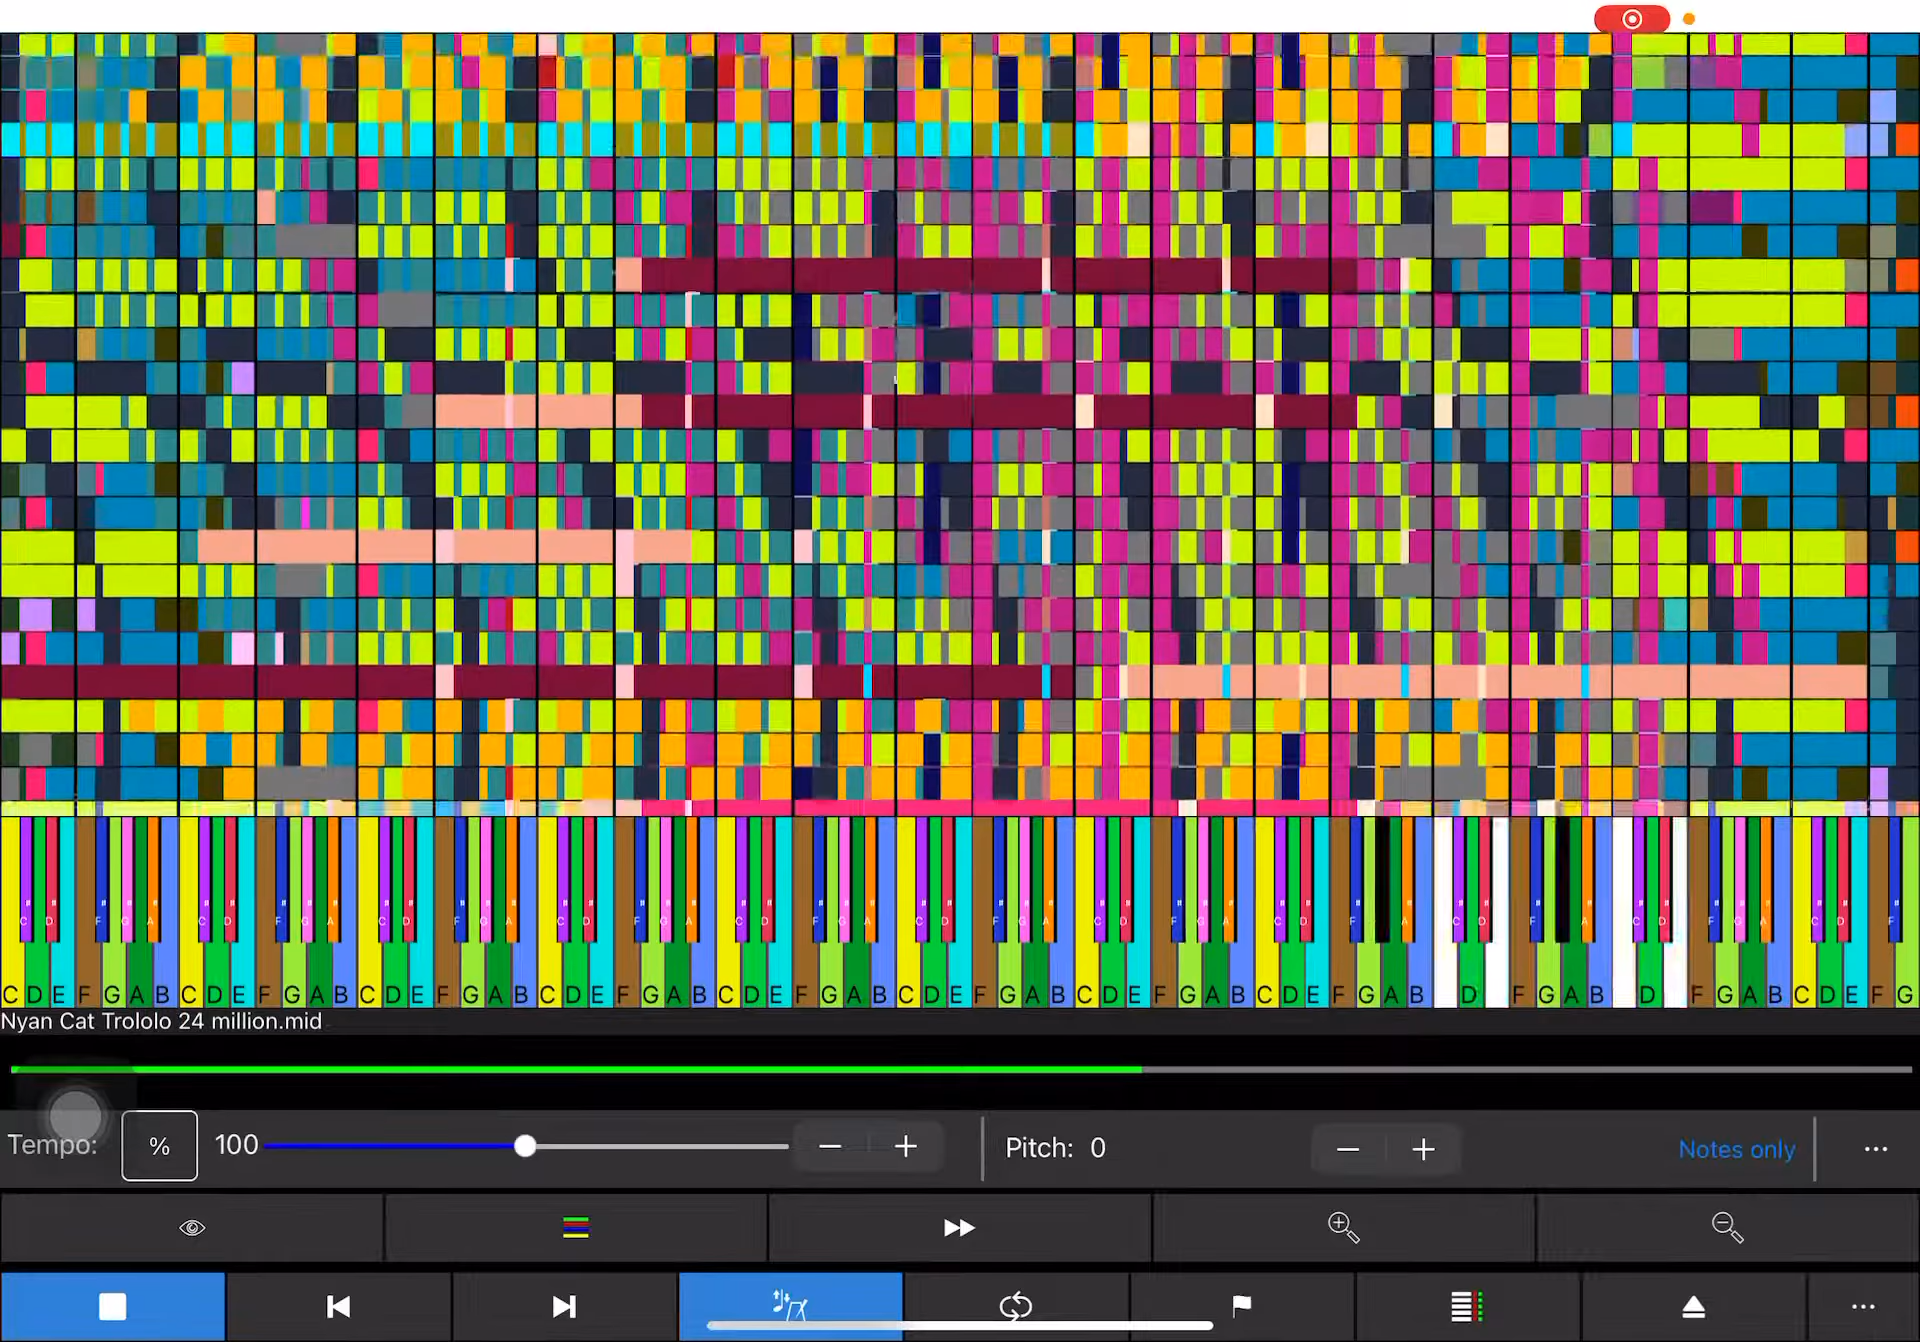 C D F G A C D F G A C D F G A C D F G A C D F G A C D F G A C D F G A C D F A C D F A C D F G A C D F
C D E F G A B C D E F G A B C D E F G A B C D E F G A B C D E F G A B C D E F G A B C D E F G A B C D E F G A B D F G A B D F G A B C D E F G
Nyan Cat Trololo 24 million.mid
Tempo: % 100 − + Pitch: 0 − + Notes only ...
...